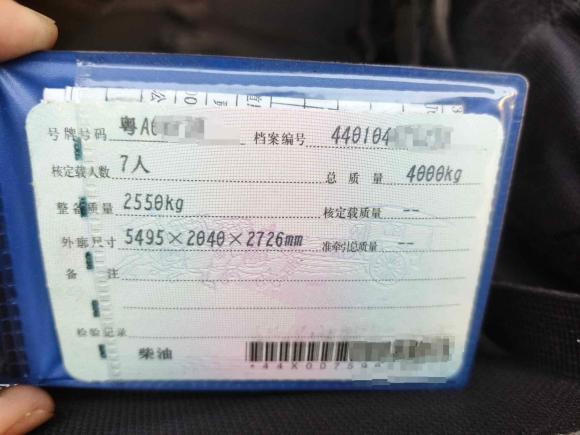 号牌号码 粤A0 档案编号 440104
核定载人数 7人 总质量 4000kg
整备质量 2550kg 核定载质量 --
外廓尺寸 5495×2040×2726mm 准牵引总质量 --
备注
检验记录
柴油
*44X0D759